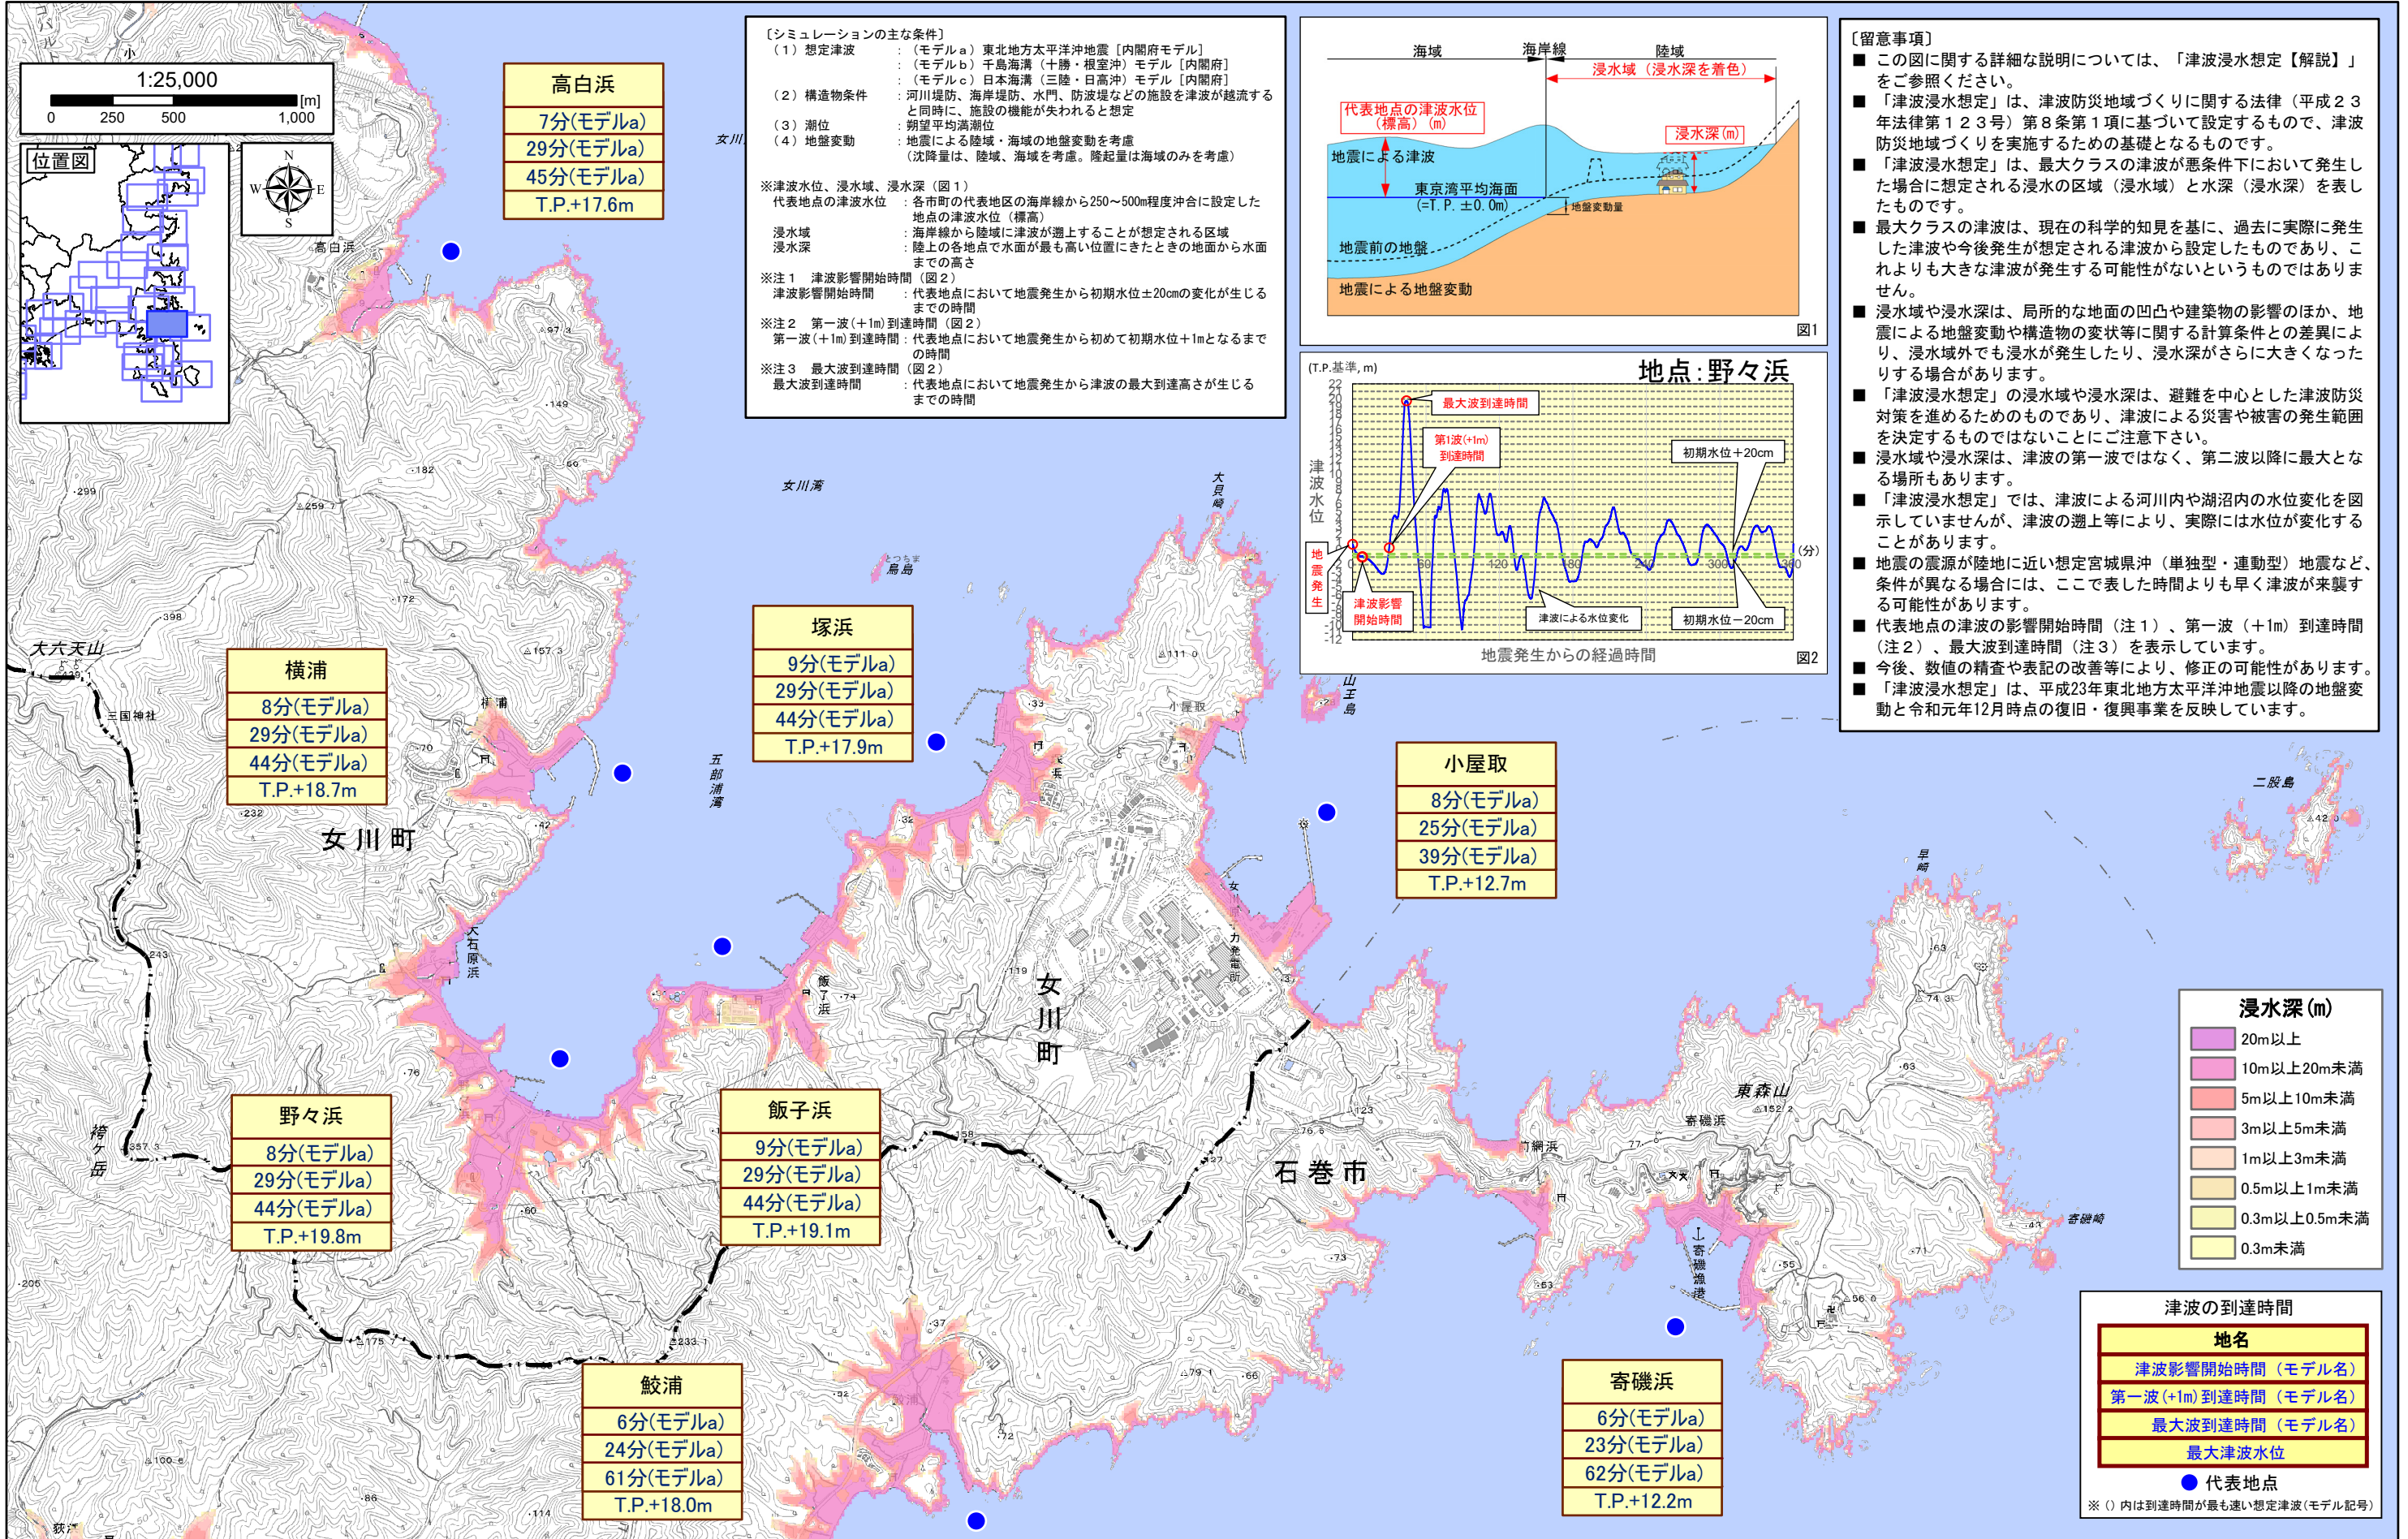 1:25,000
[m]
0 250 500 1,000
位置図
N
W E
S
高白浜
7分(モデルa)
29分(モデルa)
45分(モデルa)
T.P.+17.6m
〔シミュレーションの主な条件〕
（1）想定津波 ：（モデルａ）東北地方太平洋沖地震［内閣府モデル］
：（モデルｂ）千島海溝（十勝・根室沖）モデル［内閣府］
：（モデルｃ）日本海溝（三陸・日高沖）モデル［内閣府］
（2）構造物条件 ：河川堤防、海岸堤防、水門、防波堤などの施設を津波が越流する
と同時に、施設の機能が失われると想定
（3）潮位 ：朔望平均満潮位
（4）地盤変動 ：地震による陸域・海域の地盤変動を考慮
（沈降量は、陸域、海域を考慮。隆起量は海域のみを考慮）
※津波水位、浸水域、浸水深（図１）
代表地点の津波水位 ：各市町の代表地区の海岸線から250～500m程度沖合に設定した
地点の津波水位（標高）
浸水域 ：海岸線から陸域に津波が遡上することが想定される区域
浸水深 ：陸上の各地点で水面が最も高い位置にきたときの地面から水面
までの高さ
※注１ 津波影響開始時間（図２）
津波影響開始時間 ：代表地点において地震発生から初期水位±20cmの変化が生じる
までの時間
※注２ 第一波(＋1m)到達時間（図２）
第一波(＋1m)到達時間：代表地点において地震発生から初めて初期水位＋1mとなるまで
の時間
※注３ 最大波到達時間（図２）
最大波到達時間 ：代表地点において地震発生から津波の最大到達高さが生じる
までの時間
海域 海岸線 陸域
浸水域（浸水深を着色）
代表地点の津波水位
（標高）(m)
浸水深(m)
地震による津波
東京湾平均海面
(=T.P.±0.0m)
地盤変動量
地震前の地盤
地震による地盤変動
図1
(T.P.基準, m)
地点:野々浜
最大波到達時間
第1波(+1m)
到達時間
初期水位＋20cm
津波水位
(分)
地震発生
津波影響
開始時間
津波による水位変化
初期水位－20cm
地震発生からの経過時間
図2
〔留意事項〕
■ この図に関する詳細な説明については、「津波浸水想定【解説】」
をご参照ください。
■ 「津波浸水想定」は、津波防災地域づくりに関する法律（平成２３
年法律第１２３号）第８条第１項に基づいて設定するもので、津波
防災地域づくりを実施するための基礎となるものです。
■ 「津波浸水想定」は、最大クラスの津波が悪条件下において発生し
た場合に想定される浸水の区域（浸水域）と水深（浸水深）を表し
たものです。
■ 最大クラスの津波は、現在の科学的知見を基に、過去に実際に発生
した津波や今後発生が想定される津波から設定したものであり、こ
れよりも大きな津波が発生する可能性がないというものではありま
せん。
■ 浸水域や浸水深は、局所的な地面の凹凸や建築物の影響のほか、地
震による地盤変動や構造物の変状等に関する計算条件との差異によ
り、浸水域外でも浸水が発生したり、浸水深がさらに大きくなった
りする場合があります。
■ 「津波浸水想定」の浸水域や浸水深は、避難を中心とした津波防災
対策を進めるためのものであり、津波による災害や被害の発生範囲
を決定するものではないことにご注意下さい。
■ 浸水域や浸水深は、津波の第一波ではなく、第二波以降に最大とな
る場所もあります。
■ 「津波浸水想定」では、津波による河川内や湖沼内の水位変化を図
示していませんが、津波の遡上等により、実際には水位が変化する
ことがあります。
■ 地震の震源が陸地に近い想定宮城県沖（単独型・連動型）地震など、
条件が異なる場合には、ここで表した時間よりも早く津波が来襲す
る可能性があります。
■ 代表地点の津波の影響開始時間（注１）、第一波（＋1m）到達時間
（注２）、最大波到達時間（注３）を表示しています。
■ 今後、数値の精査や表記の改善等により、修正の可能性があります。
■ 「津波浸水想定」は、平成23年東北地方太平洋沖地震以降の地盤変
動と令和元年12月時点の復旧・復興事業を反映しています。
高白浜
女川湾
大貝崎
鳥島
大六天山
三国神社
横浦
8分(モデルa)
29分(モデルa)
44分(モデルa)
T.P.+18.7m
横浦
塚浜
9分(モデルa)
29分(モデルa)
44分(モデルa)
T.P.+17.9m
小屋取
山王島
五部浦湾
小屋取
8分(モデルa)
25分(モデルa)
39分(モデルa)
T.P.+12.7m
二股島
早崎
女川町
大石原浜
飯子浜
女川町
女川原子力発電所
野々浜
8分(モデルa)
29分(モデルa)
44分(モデルa)
T.P.+19.8m
飯子浜
9分(モデルa)
29分(モデルa)
44分(モデルa)
T.P.+19.1m
袴ケ岳
石巻市
東森山
寄磯浜
竹網浜
寄磯漁港
寄磯崎
鮫浦
鮫浦
6分(モデルa)
24分(モデルa)
61分(モデルa)
T.P.+18.0m
寄磯浜
6分(モデルa)
23分(モデルa)
62分(モデルa)
T.P.+12.2m
浸水深(m)
20m以上
10m以上20m未満
5m以上10m未満
3m以上5m未満
1m以上3m未満
0.5m以上1m未満
0.3m以上0.5m未満
0.3m未満
津波の到達時間
地名
津波影響開始時間（モデル名）
第一波(+1m)到達時間（モデル名）
最大波到達時間（モデル名）
最大津波水位
代表地点
※（）内は到達時間が最も速い想定津波(モデル記号)